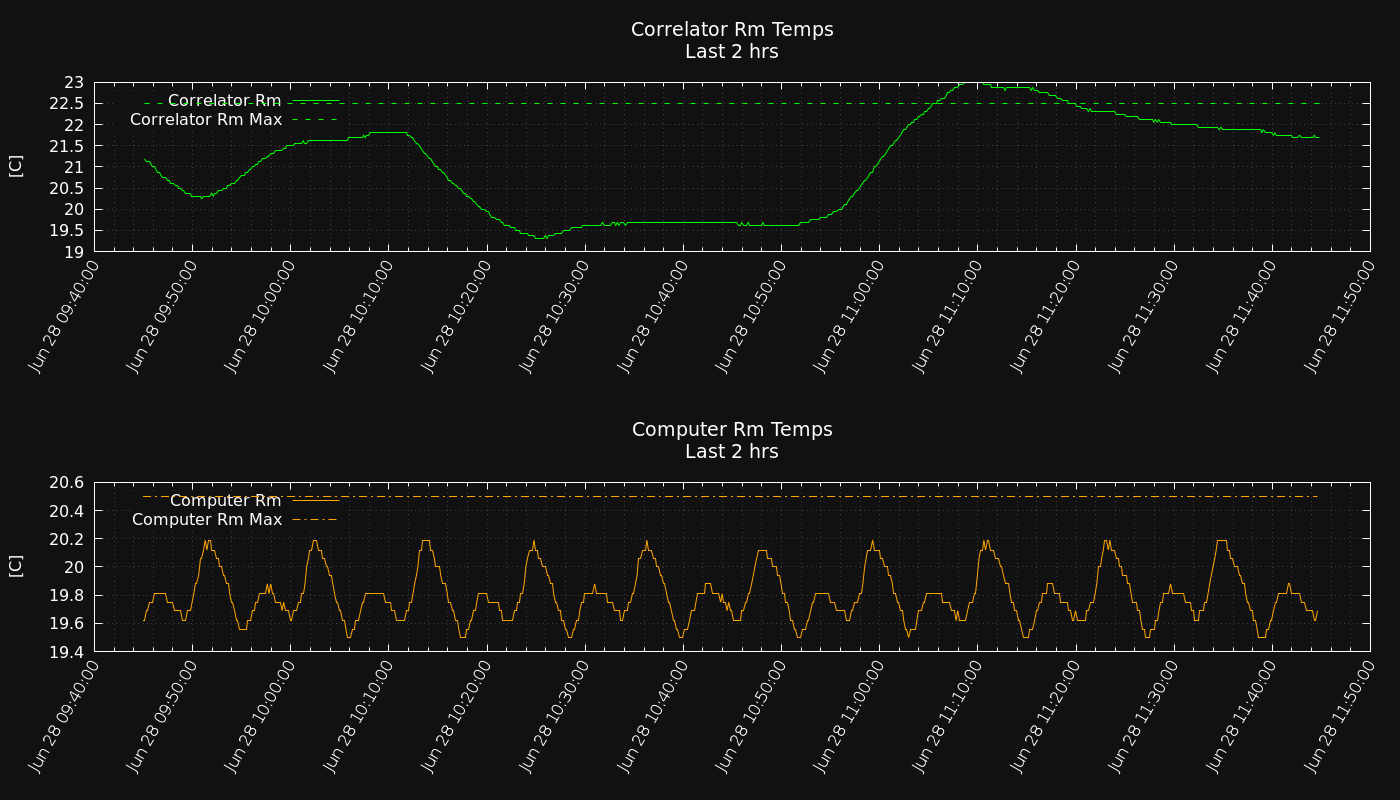 Correlator Rm Temps
Last 2 hrs
23
22.5
22
21.5
21
20.5
20
19.5
19
[C]
Correlator Rm
Correlator Rm Max
Jun 28 09:40:00
Jun 28 09:50:00
Jun 28 10:00:00
Jun 28 10:10:00
Jun 28 10:20:00
Jun 28 10:30:00
Jun 28 10:40:00
Jun 28 10:50:00
Jun 28 11:00:00
Jun 28 11:10:00
Jun 28 11:20:00
Jun 28 11:30:00
Jun 28 11:40:00
Jun 28 11:50:00
Computer Rm Temps
Last 2 hrs
20.6
20.4
20.2
20
19.8
19.6
19.4
[C]
Computer Rm
Computer Rm Max
Jun 28 09:40:00
Jun 28 09:50:00
Jun 28 10:00:00
Jun 28 10:10:00
Jun 28 10:20:00
Jun 28 10:30:00
Jun 28 10:40:00
Jun 28 10:50:00
Jun 28 11:00:00
Jun 28 11:10:00
Jun 28 11:20:00
Jun 28 11:30:00
Jun 28 11:40:00
Jun 28 11:50:00